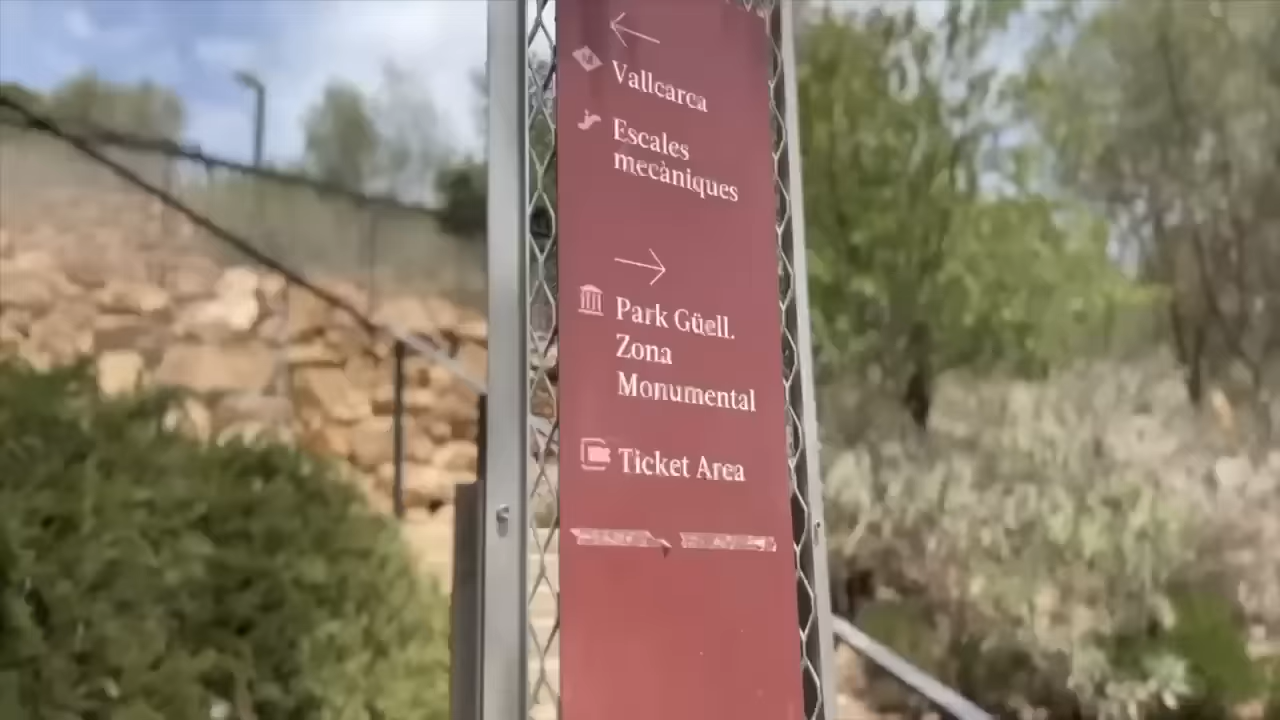 Vallcarca
Escales
mecàniques
Park Güell.
Zona
Monumental
Ticket Area